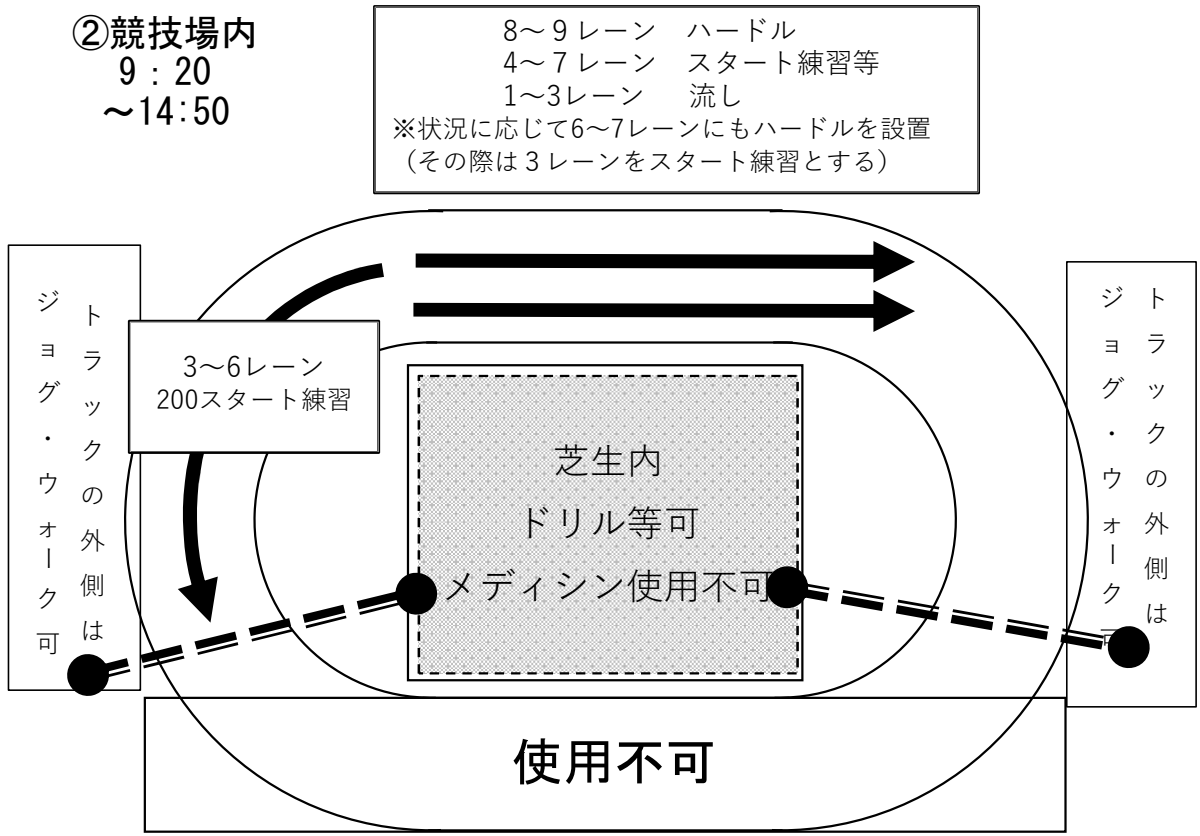 ②競技場内
9：20
～14:50
8～９レーン　ハードル
4～７レーン　スタート練習等
1～3レーン　流し
※状況に応じて6～7レーンにもハードルを設置
（その際は３レーンをスタート練習とする）
トラックの外側は
ジョグ・ウォーク可
3～6レーン
200スタート練習
芝生内
ドリル等可
メディシン使用不可
トラックの外側は
ジョグ・ウォーク可
使用不可